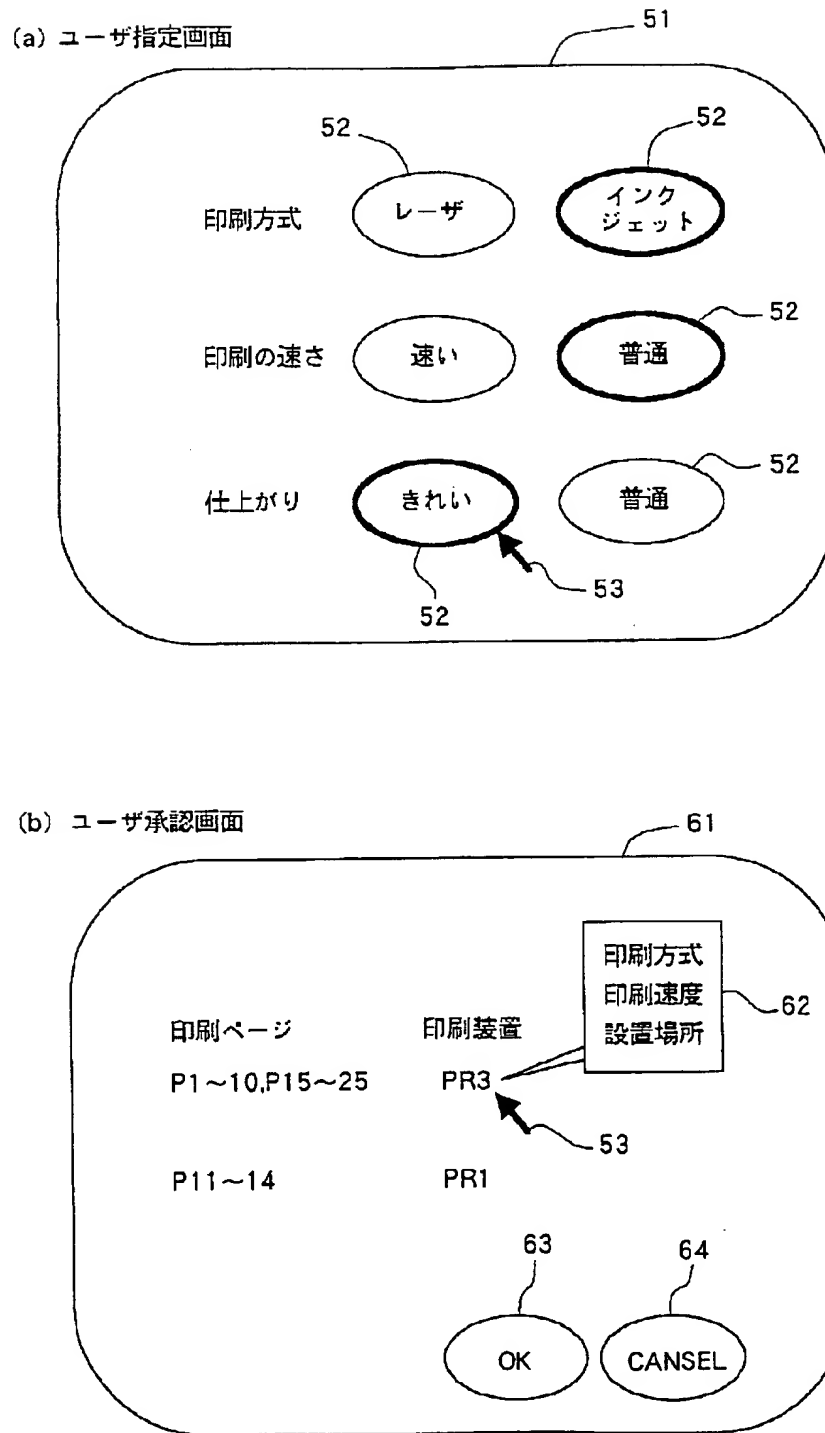 (a) ユーザ指定画面
51
52
52
印刷方式
レーザ
インク
ジェット
52
印刷の速さ
速い
普通
52
仕上がり
きれい
普通
52
53
(b) ユーザ承認画面
61
印刷方式
印刷速度
設置場所
62
印刷ページ
印刷装置
P1～10,P15～25
PR3
53
P11～14
PR1
63
64
OK
CANSEL